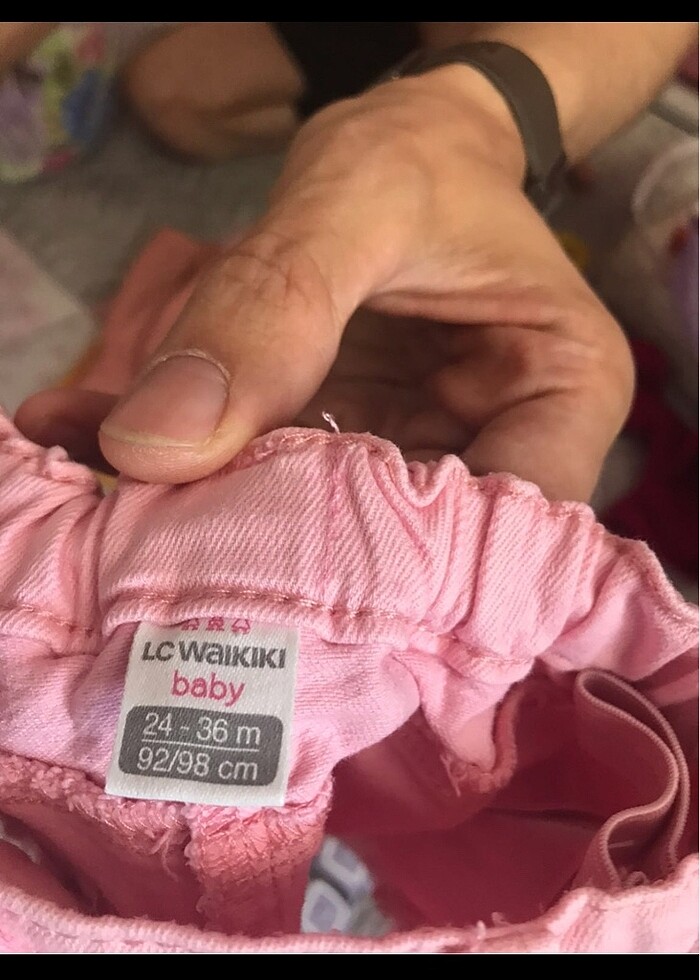 LC WaIKIKI
baby
24 - 36 m
92/98 cm